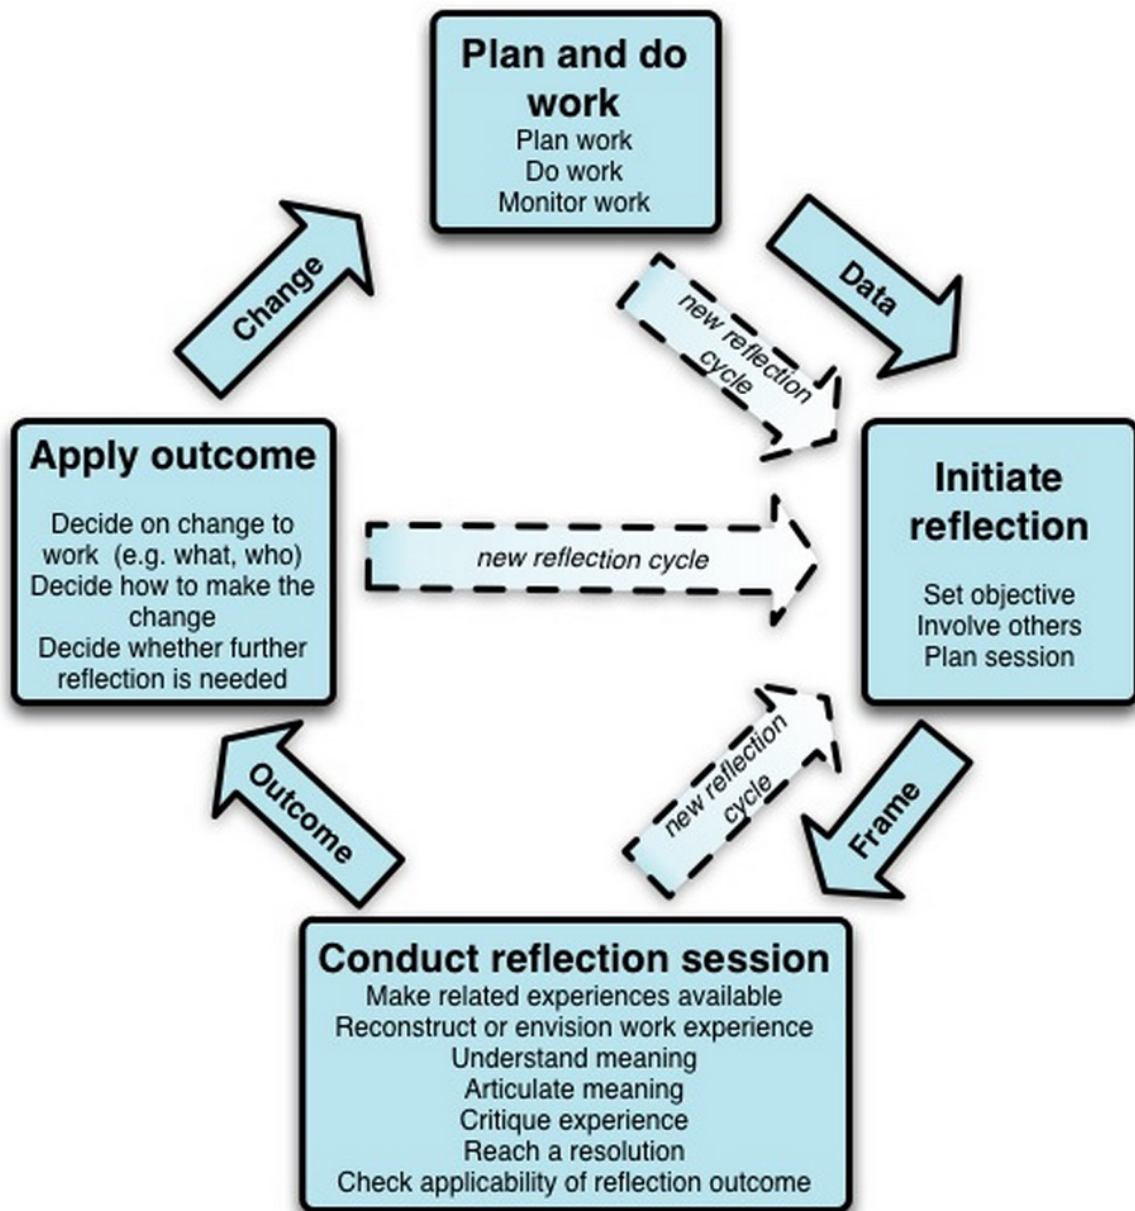 Plan and do
work
Plan work
Do work
Monitor work
Change
Data
new reflection
cycle
Apply outcome
Decide on change to
work (e.g. what, who)
Decide how to make the
change
Decide whether further
reflection is needed
new reflection cycle
Initiate
reflection
Set objective
Involve others
Plan session
Outcome
new reflection
cycle
Frame
Conduct reflection session
Make related experiences available
Reconstruct or envision work experience
Understand meaning
Articulate meaning
Critique experience
Reach a resolution
Check applicability of reflection outcome